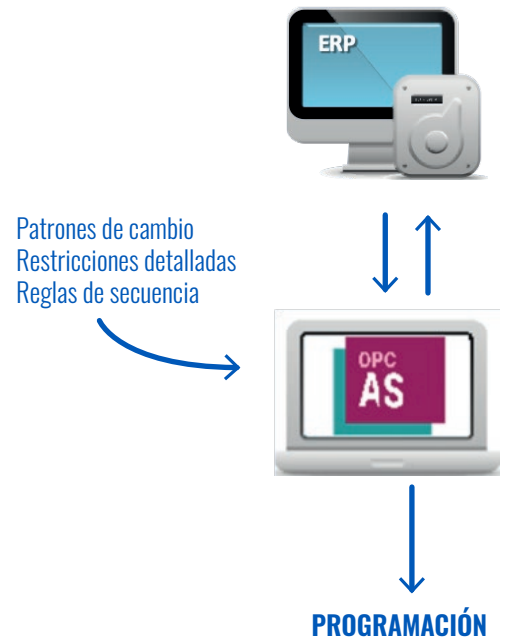 ERP
Patrones de cambio
Restricciones detalladas
Reglas de secuencia
OPC
AS
PROGRAMACIÓN